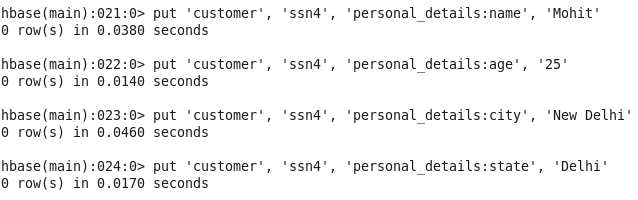 hbase(main):021:0> put 'customer', 'ssn4', 'personal_details:name', 'Mohit'
0 row(s) in 0.0380 seconds
hbase(main):022:0> put 'customer', 'ssn4', 'personal_details:age', '25'
0 row(s) in 0.0140 seconds
hbase(main):023:0> put 'customer', 'ssn4', 'personal_details:city', 'New Delhi'
0 row(s) in 0.0460 seconds
hbase(main):024:0> put 'customer', 'ssn4', 'personal_details:state', 'Delhi'
0 row(s) in 0.0170 seconds